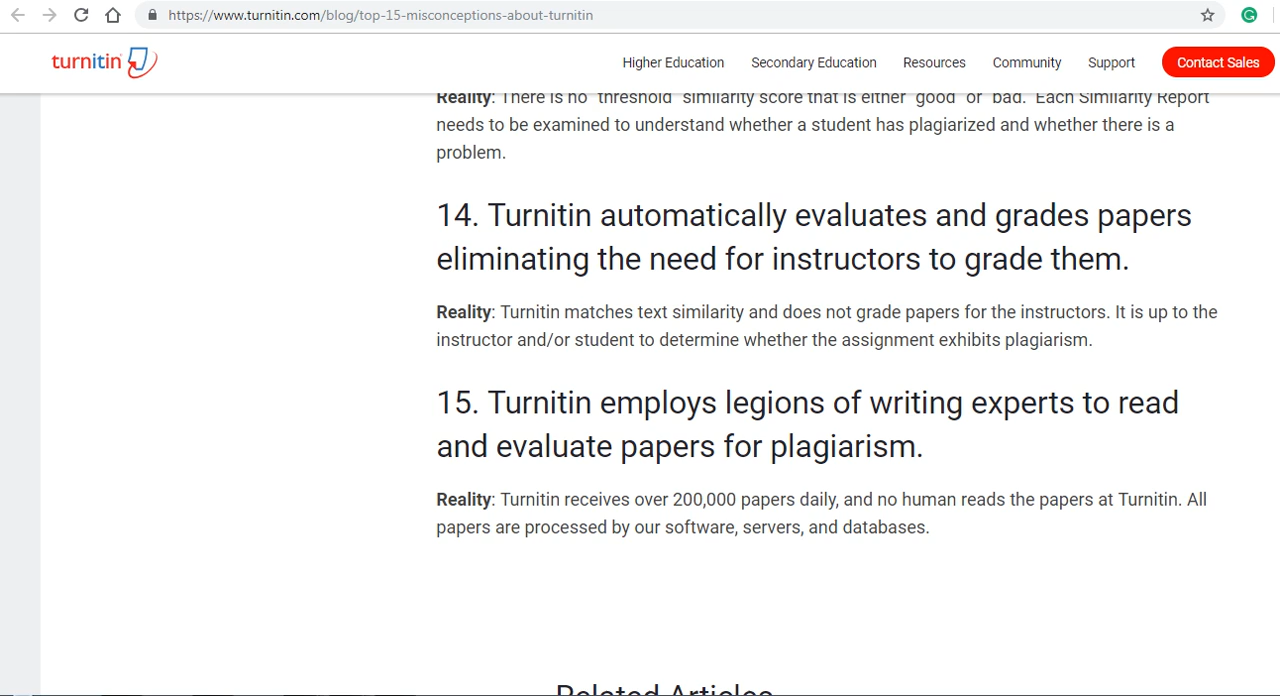 https://www.turnitin.com/blog/top-15-misconceptions-about-turnitin
turnitin
Higher Education Secondary Education Resources Community Support Contact Sales
Reality: There is no "threshold" similarity score that is either "good" or "bad." Each Similarity Report
needs to be examined to understand whether a student has plagiarized and whether there is a
problem.
14. Turnitin automatically evaluates and grades papers
eliminating the need for instructors to grade them.
Reality: Turnitin matches text similarity and does not grade papers for the instructors. It is up to the
instructor and/or student to determine whether the assignment exhibits plagiarism.
15. Turnitin employs legions of writing experts to read
and evaluate papers for plagiarism.
Reality: Turnitin receives over 200,000 papers daily, and no human reads the papers at Turnitin. All
papers are processed by our software, servers, and databases.
Related Articles